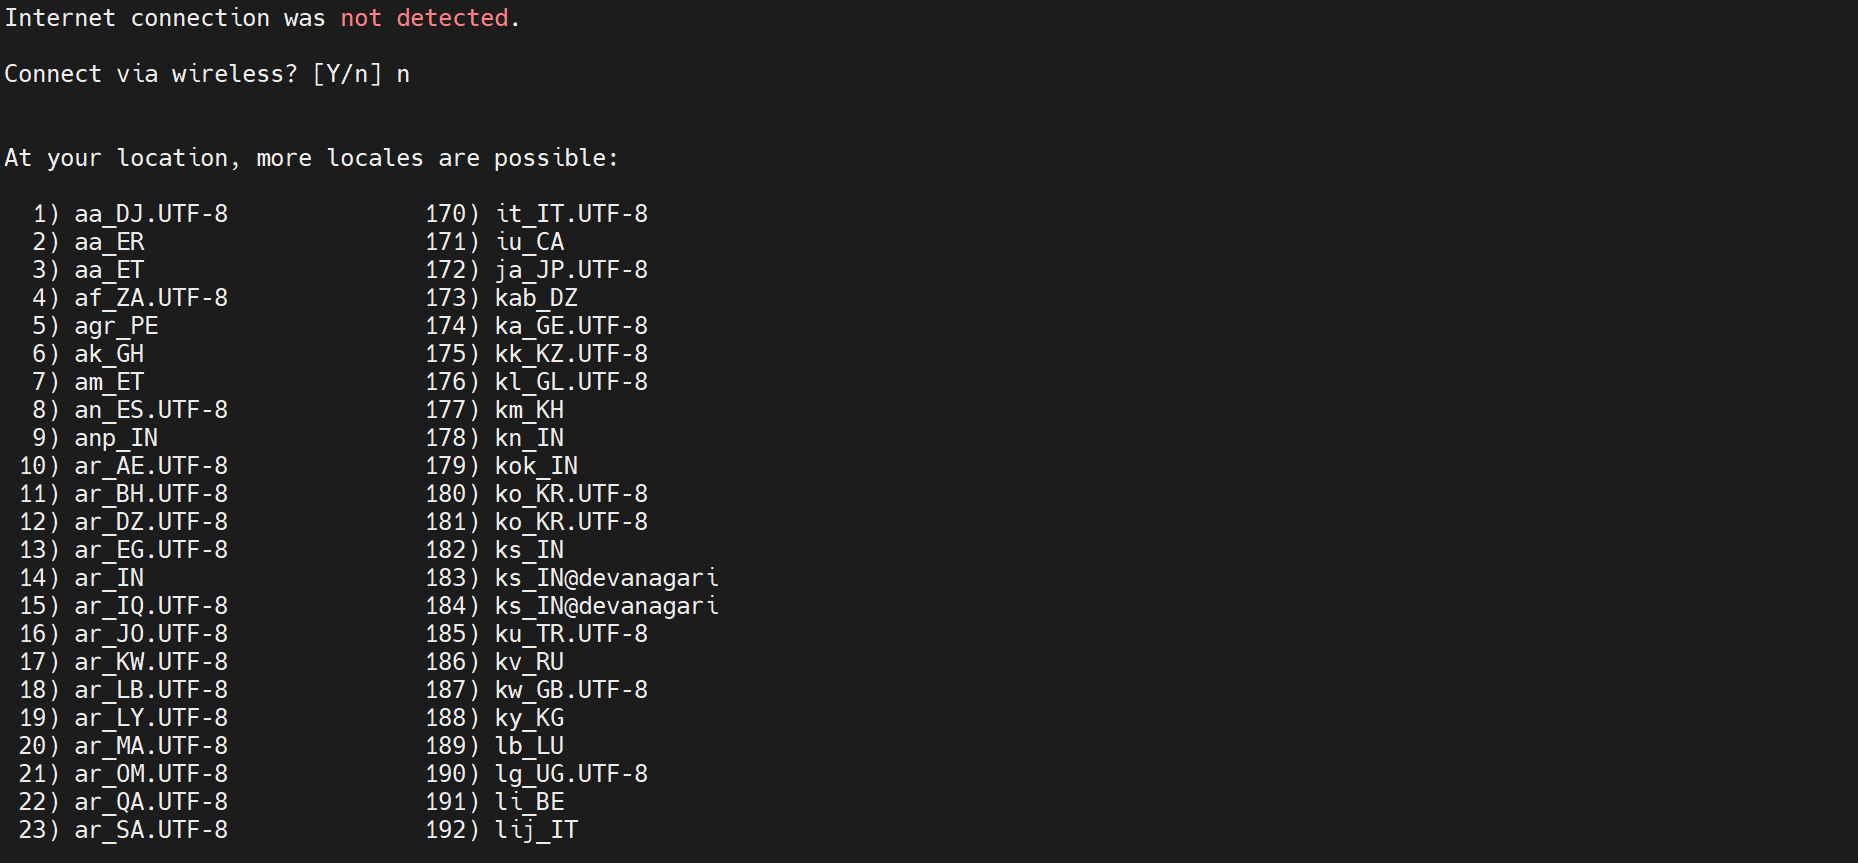 Internet connection was not detected.
Connect via wireless? [Y/n] n
At your location, more locales are possible:
1) aa_DJ.UTF-8 170) it_IT.UTF-8
2) aa_ER 171) iu_CA
3) aa_ET 172) ja_JP.UTF-8
4) af_ZA.UTF-8 173) kab_DZ
5) agr_PE 174) ka_GE.UTF-8
6) ak_GH 175) kk_KZ.UTF-8
7) am_ET 176) kl_GL.UTF-8
8) an_ES.UTF-8 177) km_KH
9) anp_IN 178) kn_IN
10) ar_AE.UTF-8 179) kok_IN
11) ar_BH.UTF-8 180) ko_KR.UTF-8
12) ar_DZ.UTF-8 181) ko_KR.UTF-8
13) ar_EG.UTF-8 182) ks_IN
14) ar_IN 183) ks_IN@devanagari
15) ar_IQ.UTF-8 184) ks_IN@devanagari
16) ar_JO.UTF-8 185) ku_TR.UTF-8
17) ar_KW.UTF-8 186) kv_RU
18) ar_LB.UTF-8 187) kw_GB.UTF-8
19) ar_LY.UTF-8 188) ky_KG
20) ar_MA.UTF-8 189) lb_LU
21) ar_OM.UTF-8 190) lg_UG.UTF-8
22) ar_QA.UTF-8 191) li_BE
23) ar_SA.UTF-8 192) lij_IT